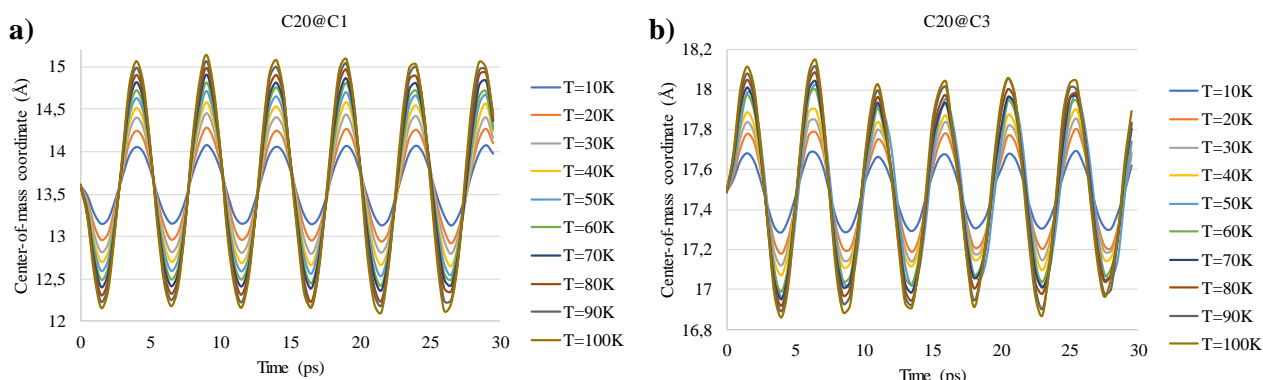 a)
C20@C1
Center-of-mass coordinate (Å)
15
14.5
14
13.5
13
12.5
12
0 5 10 15 20 25 30
Time (ps)
T=10K
T=20K
T=30K
T=40K
T=50K
T=60K
T=70K
T=80K
T=90K
T=100K
b)
C20@C3
Center-of-mass coordinate (Å)
18,2
18
17,8
17,6
17,4
17,2
17
16,8
0 5 10 15 20 25 30
Time (ps)
T=10K
T=20K
T=30K
T=40K
T=50K
T=60K
T=70K
T=80K
T=90K
T=100K